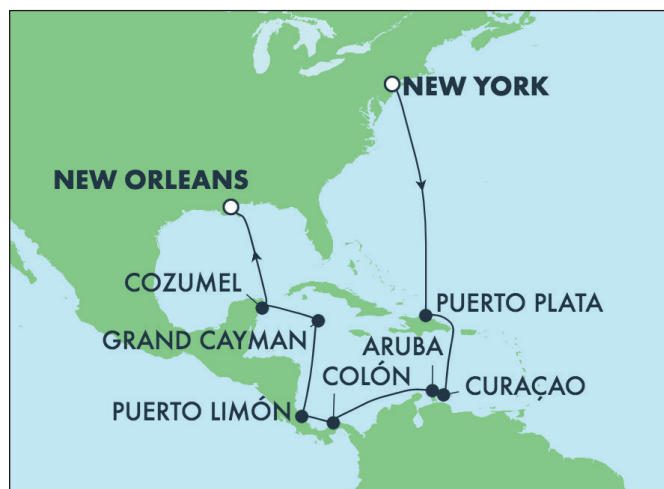 NEW YORK
NEW ORLEANS
COZUMEL
PUERTO PLATA
GRAND CAYMAN
ARUBA
COLÓN
CURAÇAO
PUERTO LIMÓN